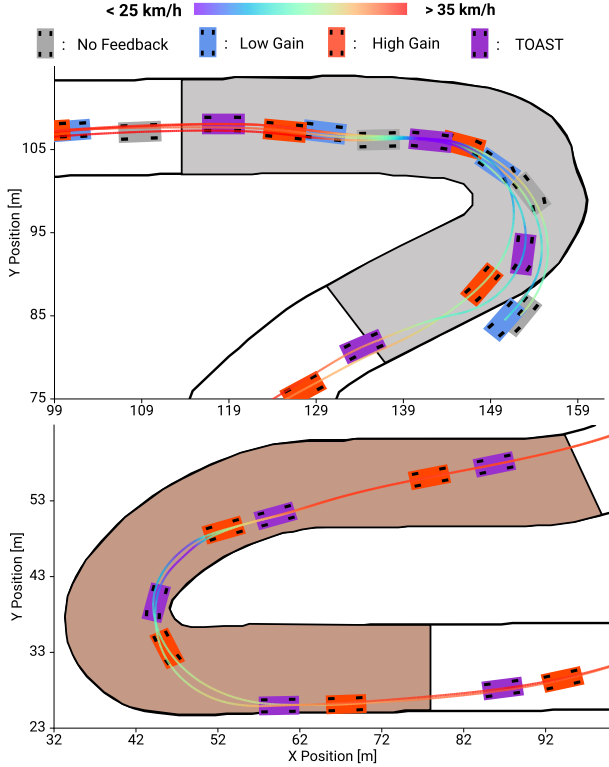 < 25 km/h > 35 km/h
: No Feedback : Low Gain : High Gain : TOAST
Y Position [m]
105
95
85
75
99 109 119 129 139 149 159
Y Position [m]
53
43
33
23
32 42 52 62 72 82 92
X Position [m]